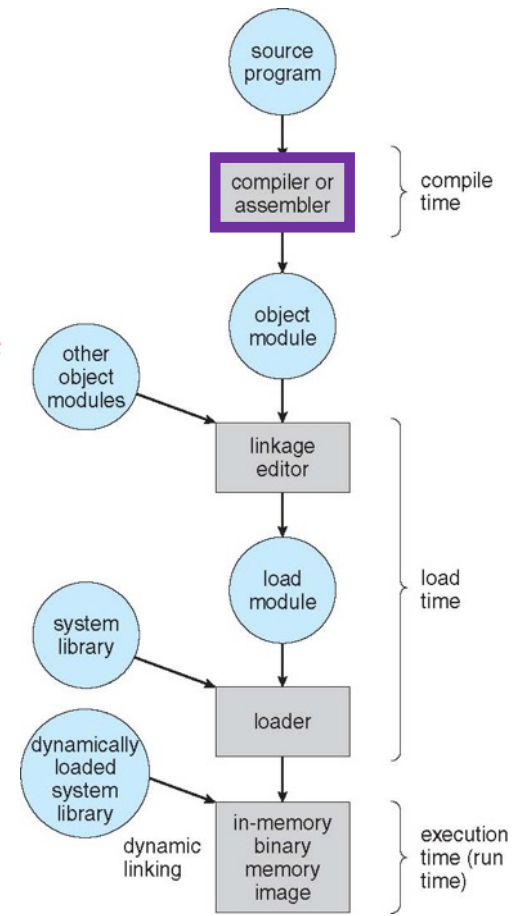 source
program
compiler or
assembler
compile
time
object
module
other
object
modules
linkage
editor
load
module
load
time
system
library
loader
dynamically
loaded
system
library
dynamic
linking
in-memory
binary
memory
image
execution
time (run
time)